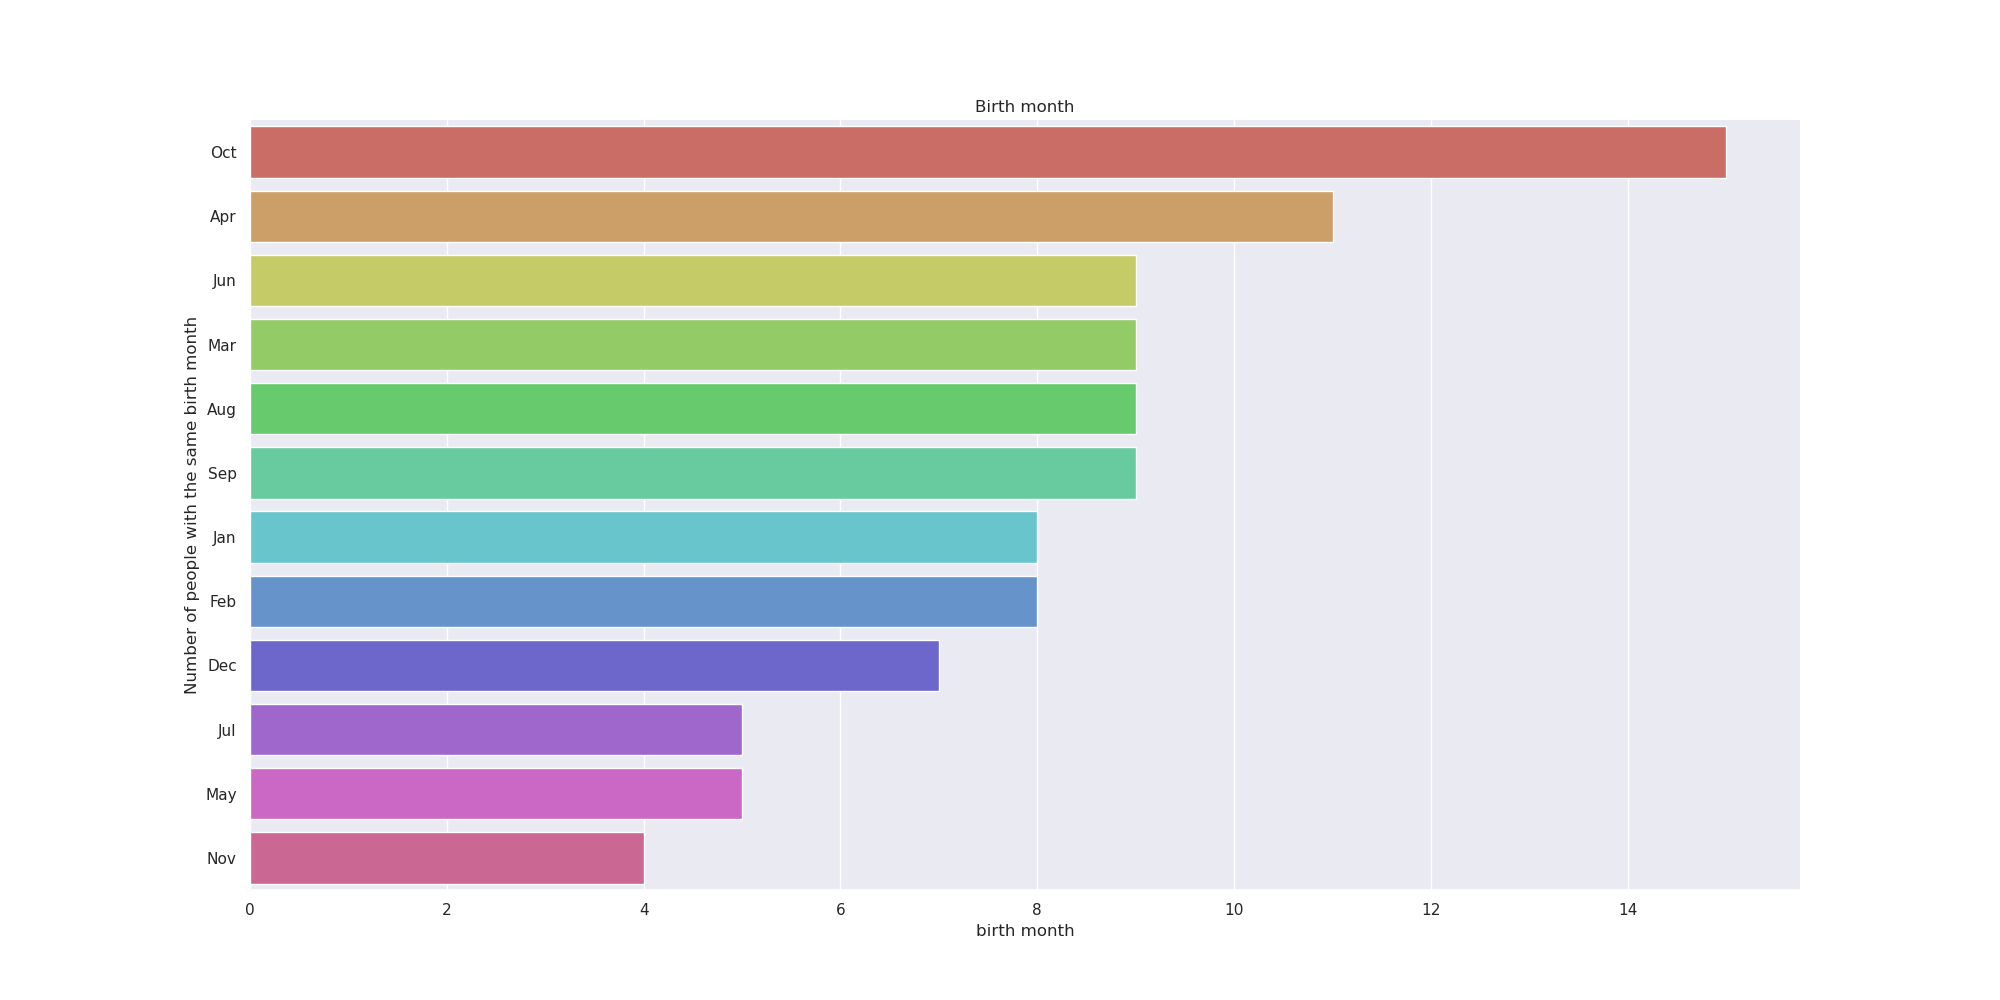 Birth month
Number of people with the same birth month
Oct
Apr
Jun
Mar
Aug
Sep
Jan
Feb
Dec
Jul
May
Nov
0 2 4 6 8 10 12 14
birth month